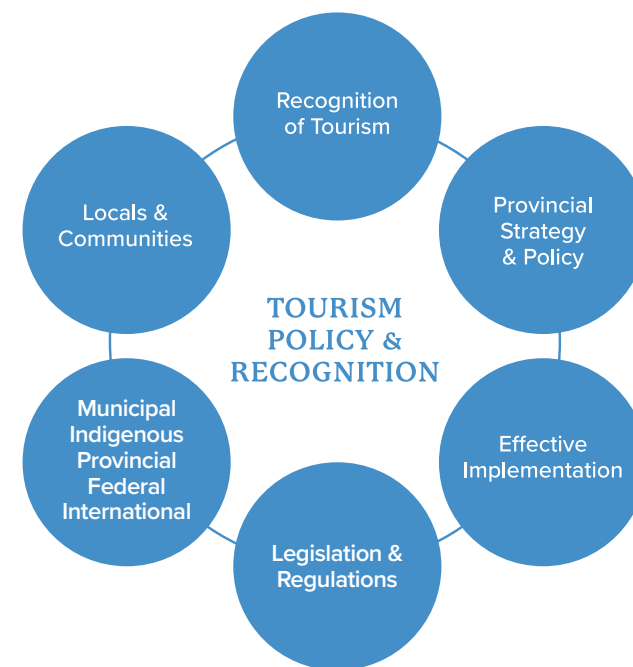 Recognition
of Tourism
Provincial
Strategy
& Policy
Effective
Implementation
Legislation &
Regulations
Municipal
Indigenous
Provincial
Federal
International
Locals &
Communities
TOURISM
POLICY &
RECOGNITION